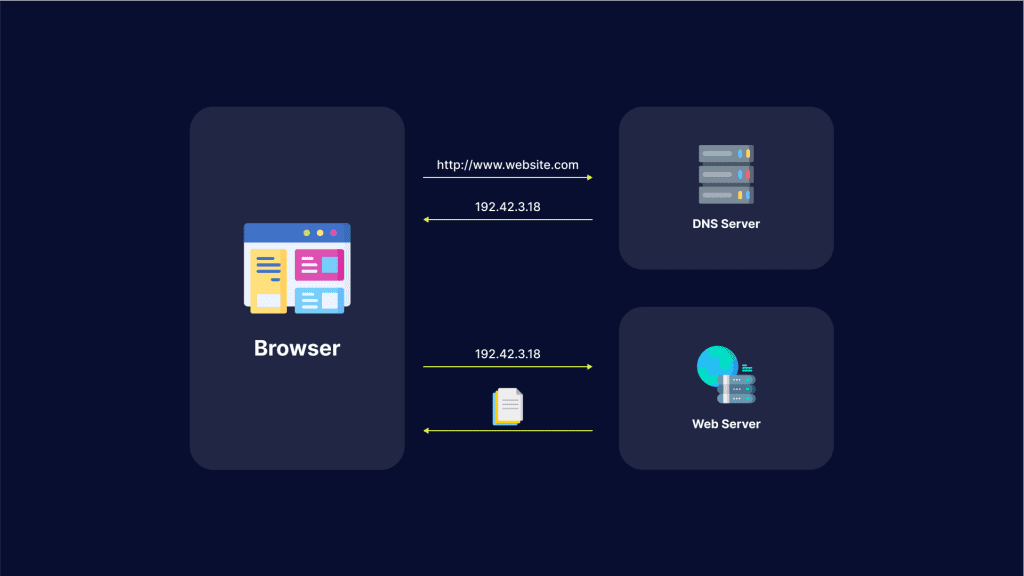 http://www.website.com
192.42.3.18
DNS Server
Browser
192.42.3.18
Web Server